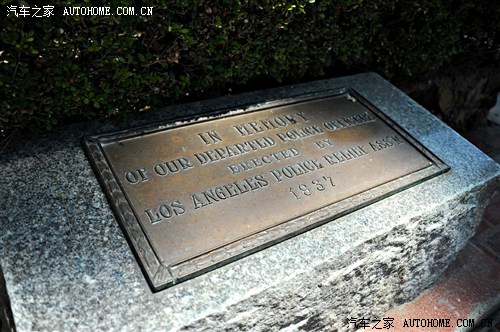 汽车之家 AUTOHOME.COM.CN
IN MEMORY
OF OUR DEPARTED POLICE COMRADES
ERECTED BY
LOS ANGELES POLICE RELIEF ASSN.
1937
汽车之家 AUTOHOME.COM.CN